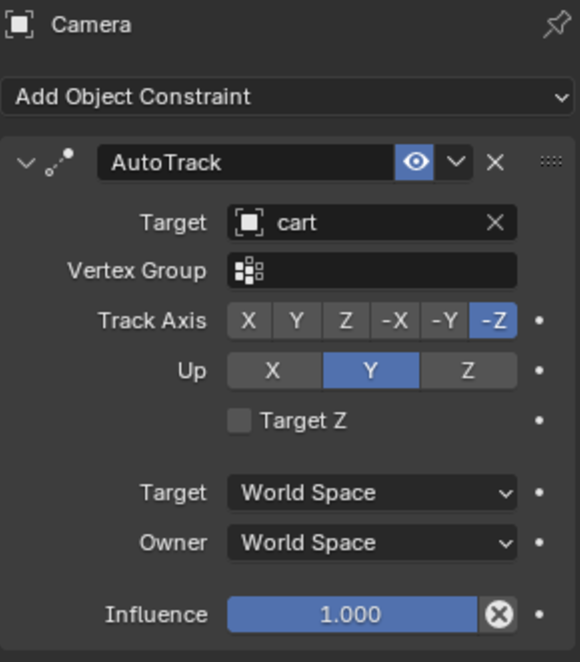 Camera
Add Object Constraint
AutoTrack
Target cart
Vertex Group
Track Axis X Y Z -X -Y -Z
Up X Y Z
Target Z
Target World Space
Owner World Space
Influence 1.000